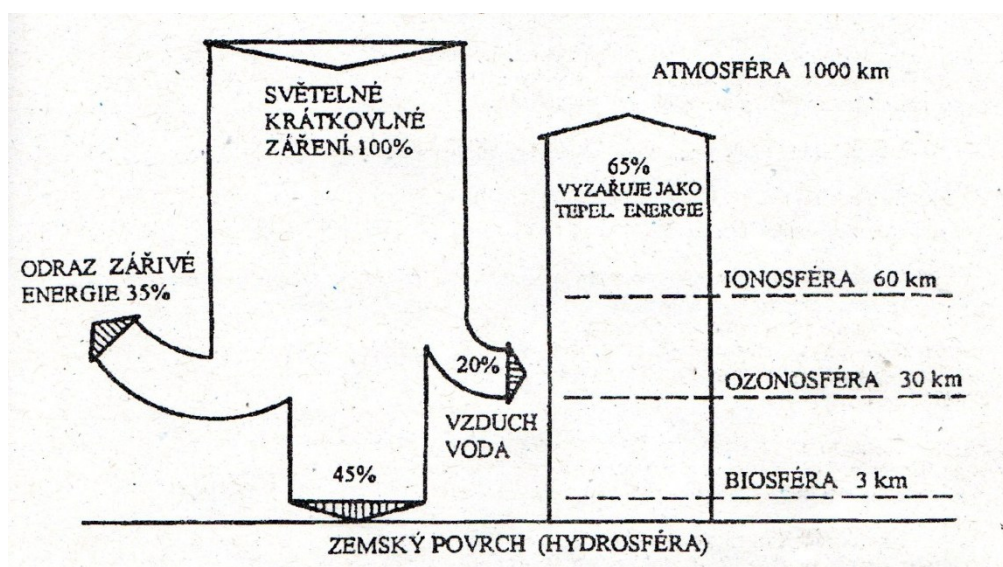 SVĚTELNÉ
KRÁTKOVLNÉ
ZÁŘENÍ 100%
ATMOSFÉRA 1000 km
65%
VYZAŘUJE JAKO
TEPEL. ENERGIE
ODRAZ ZÁŘIVÉ
ENERGIE 35%
IONOSFÉRA 60 km
20%
OZONOSFÉRA 30 km
VZDUCH
VODA
45%
BIOSFÉRA 3 km
ZEMSKÝ POVRCH (HYDROSFÉRA)